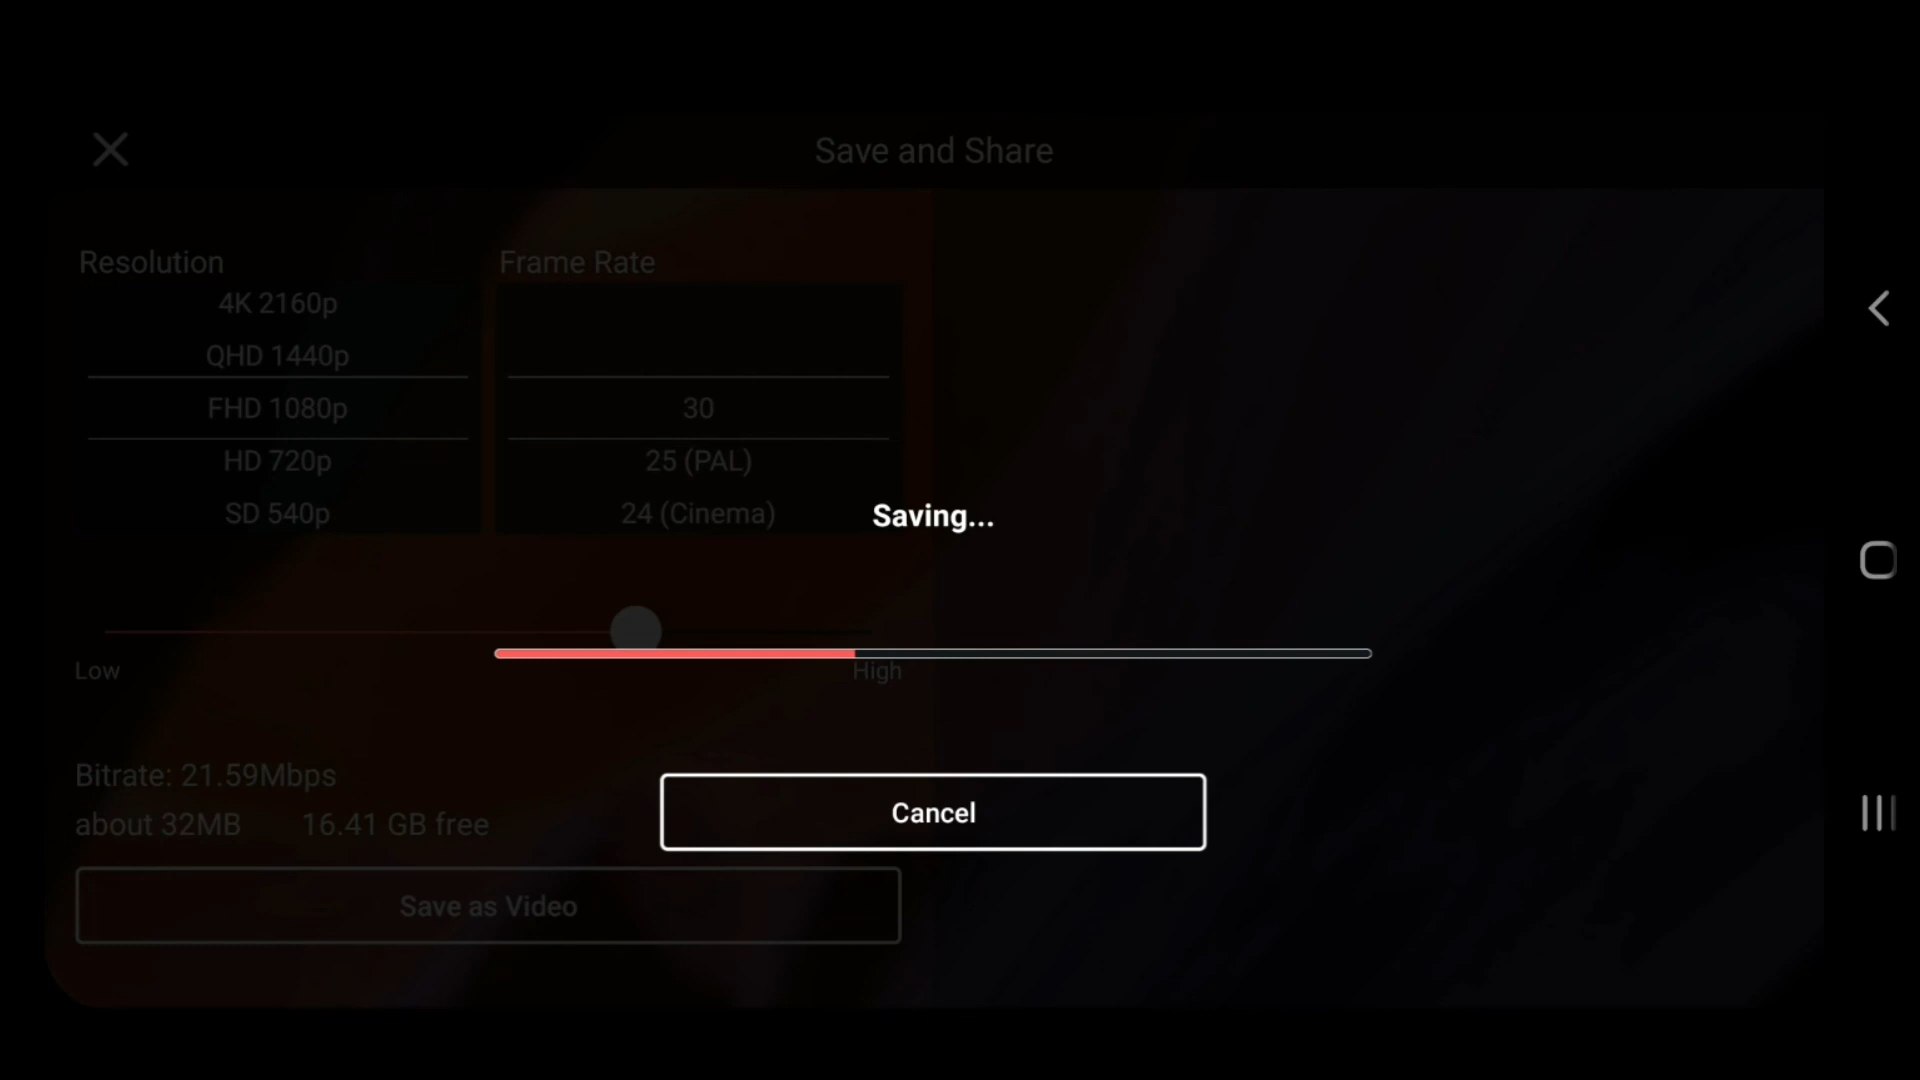 Save and Share
Resolution
Frame Rate
4K 2160p
QHD 1440p
FHD 1080p
30
HD 720p
25 (PAL)
SD 540p
24 (Cinema)
Saving...
Low
High
Bitrate: 21.59Mbps
about 32MB 16.41 GB free
Cancel
Save as Video